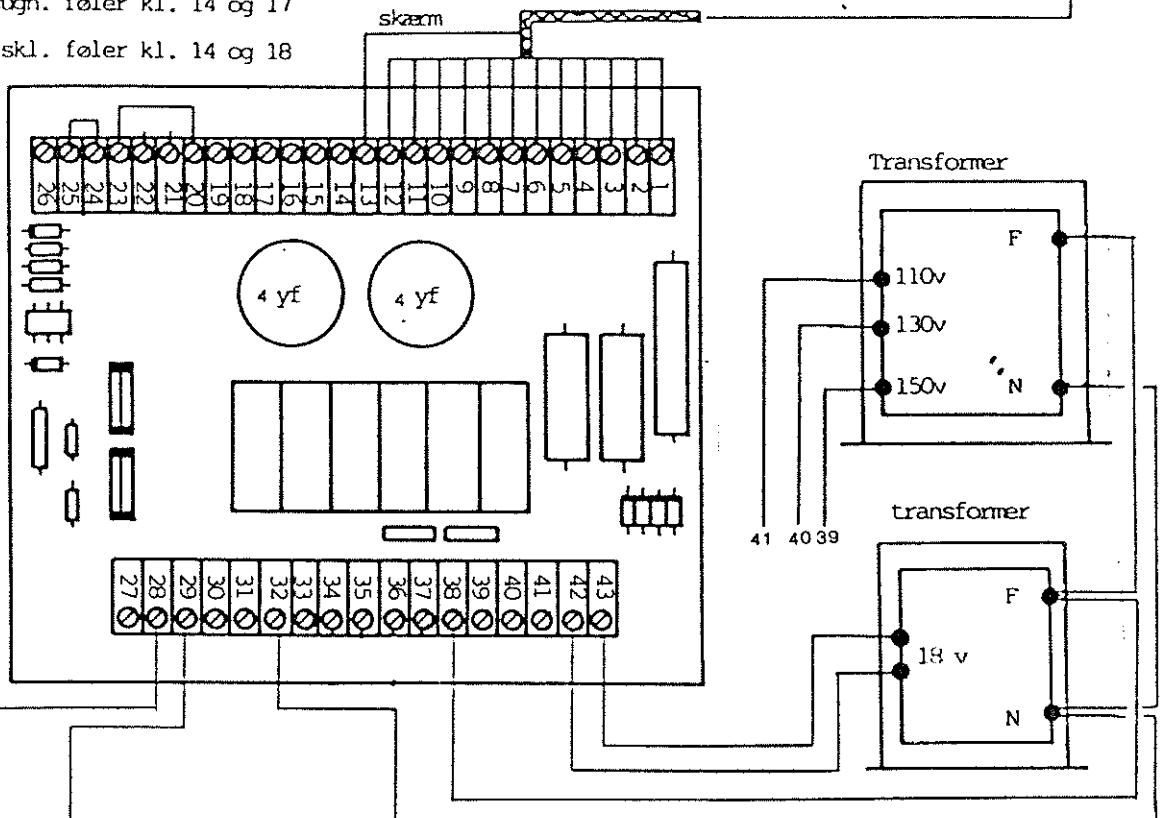 føler kl. 14 og 17
skærm
skl. føler kl. 14 og 18
26 25 24 23 22 21 20 19 18 17 16 15 14 13 12 11 10 9 8 7 6 5 4 3 2 1
4 yf
4 yf
27 28 29 30 31 32 33 34 35 36 37 38 39 40 41 42 43
Transformer
F
110v
130v
150v
N
41 40 39
transformer
F
18 v
N